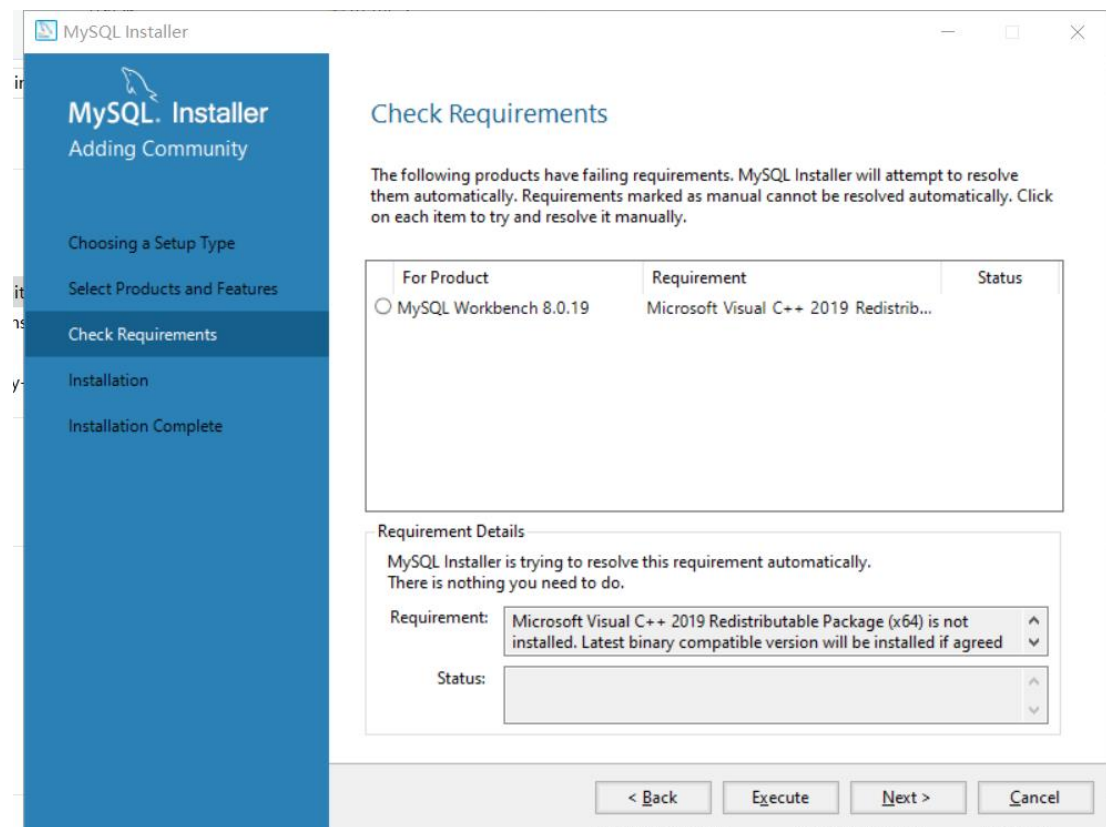 MySQL Installer
MySQL. Installer
Adding Community
Choosing a Setup Type
Select Products and Features
Check Requirements
Installation
Installation Complete
Check Requirements
The following products have failing requirements. MySQL Installer will attempt to resolve
them automatically. Requirements marked as manual cannot be resolved automatically. Click
on each item to try and resolve it manually.
For Product Requirement Status
MySQL Workbench 8.0.19 Microsoft Visual C++ 2019 Redistrib...
Requirement Details
MySQL Installer is trying to resolve this requirement automatically.
There is nothing you need to do.
Requirement: Microsoft Visual C++ 2019 Redistributable Package (x64) is not
installed. Latest binary compatible version will be installed if agreed
Status:
< Back Execute Next > Cancel